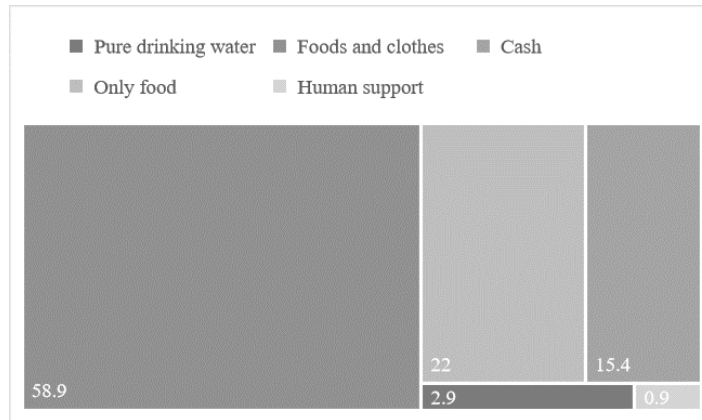 Pure drinking water Foods and clothes Cash
Only food Human support
58.9
22
15.4
2.9
0.9